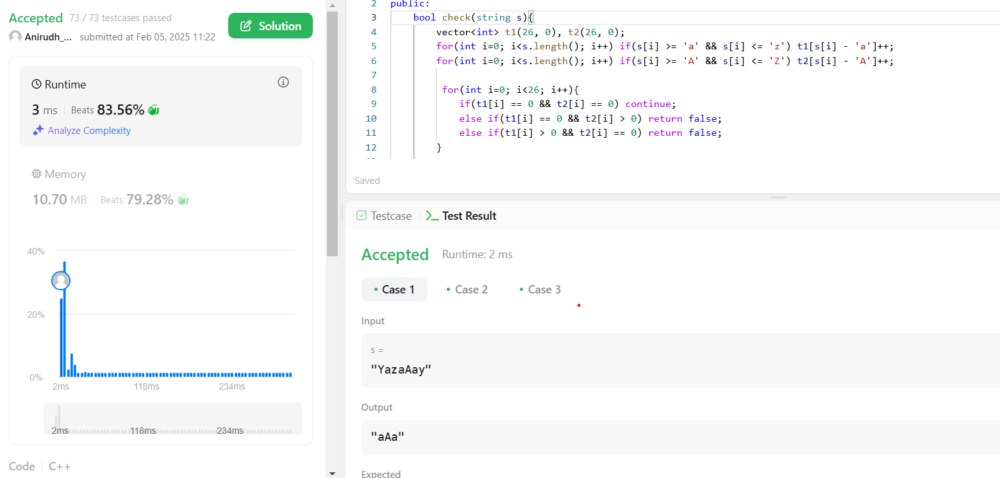 Accepted 73 / 73 testcases passed
Anirudh_... submitted at Feb 05, 2025 11:22
Solution
Runtime
3 ms Beats 83.56%
Analyze Complexity
Memory
10.70 MB Beats 79.28%
40%
20%
0%
2ms 118ms 234ms
2ms 118ms 234ms
Code C++
2 public:
3 bool check(string s){
4 vector<int> t1(26, 0), t2(26, 0);
5 for(int i=0; i<s.length(); i++) if(s[i] >= 'a' && s[i] <= 'z') t1[s[i] - 'a']++;
6 for(int i=0; i<s.length(); i++) if(s[i] >= 'A' && s[i] <= 'Z') t2[s[i] - 'A']++;
7
8 for(int i=0; i<26; i++){
9 if(t1[i] == 0 && t2[i] == 0) continue;
10 else if(t1[i] == 0 && t2[i] > 0) return false;
11 else if(t1[i] > 0 && t2[i] == 0) return false;
12 }
Saved
Testcase Test Result
Accepted Runtime: 2 ms
Case 1 Case 2 Case 3
Input
s =
"YazaAay"
Output
"aAa"
Expected